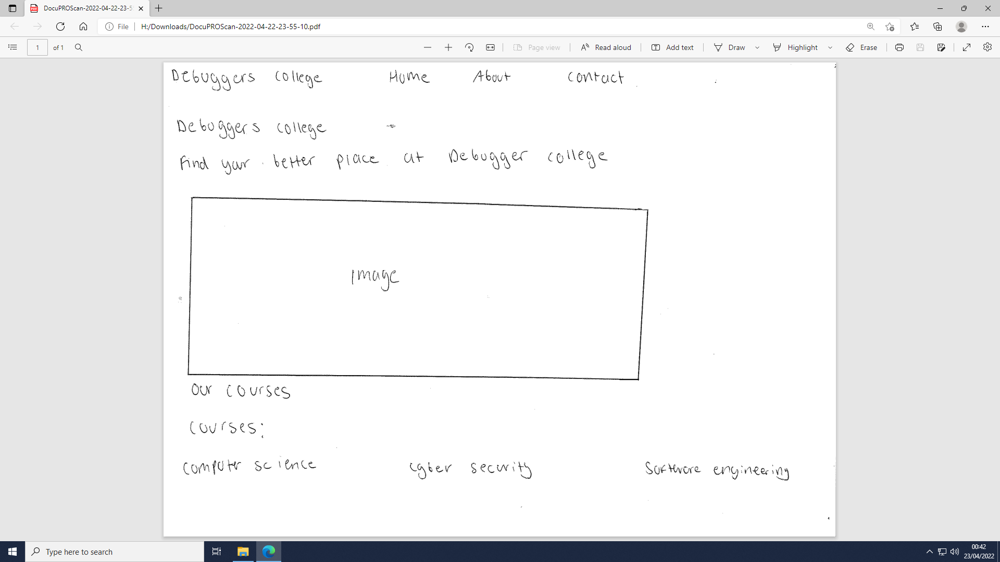 DocuPROScan-2022-04-22-23-5
File
H:/Downloads/DocuPROScan-2022-04-22-23-55-10.pdf
1 of 1
Page view
Read aloud
Add text
Draw
Highlight
Erase
Debuggers college Home About Contact
Debuggers college
Find your better place at Debugger college
Image
Our courses
Courses:
Computer science cyber security Software engineering
Type here to search
00:42
23/04/2022